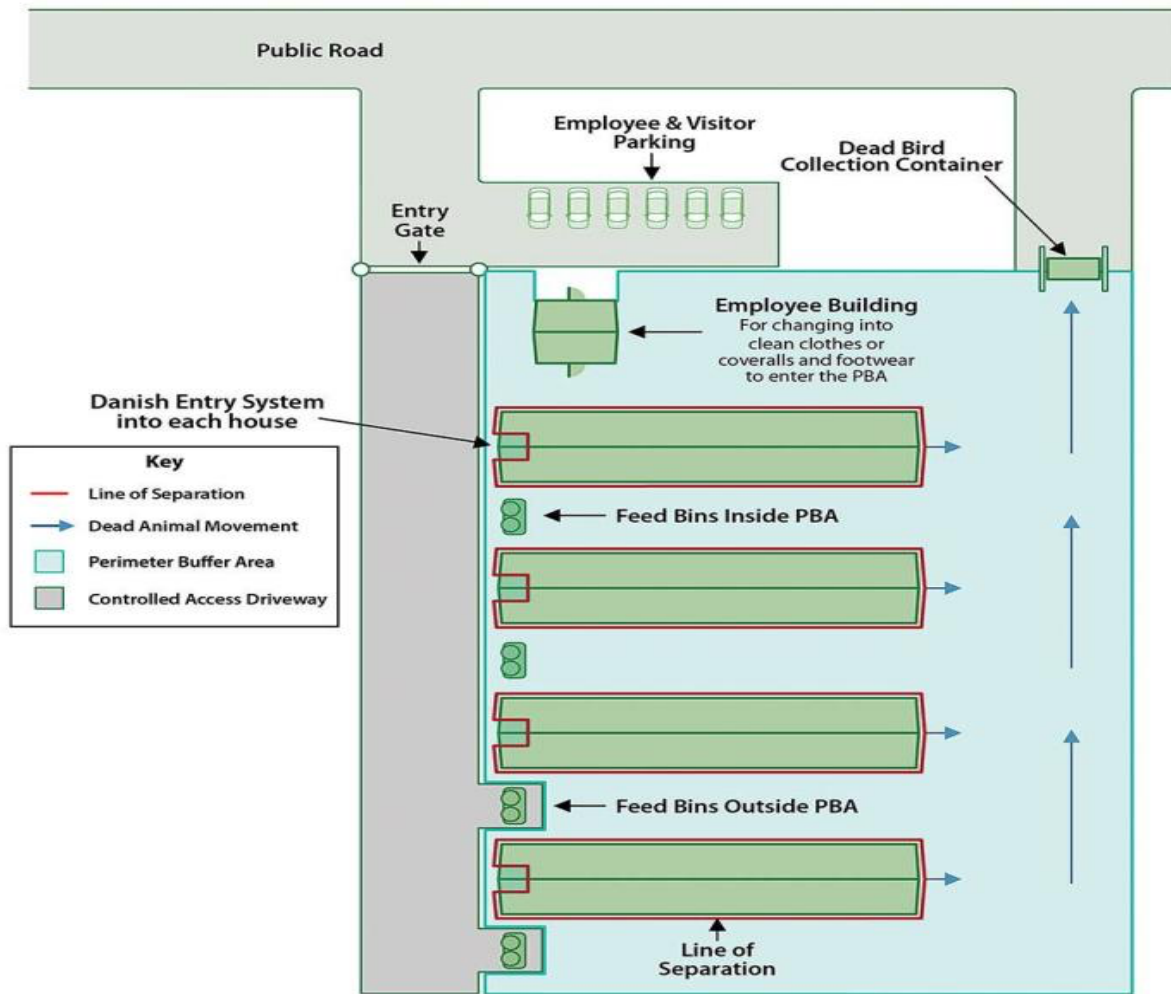 Public Road
Employee & Visitor
Parking
Dead Bird
Collection Container
Entry
Gate
Employee Building
For changing into
clean clothes or
coveralls and footwear
to enter the PBA
Danish Entry System
into each house
Key
Line of Separation
Dead Animal Movement
Perimeter Buffer Area
Controlled Access Driveway
Feed Bins Inside PBA
Feed Bins Outside PBA
Line of
Separation